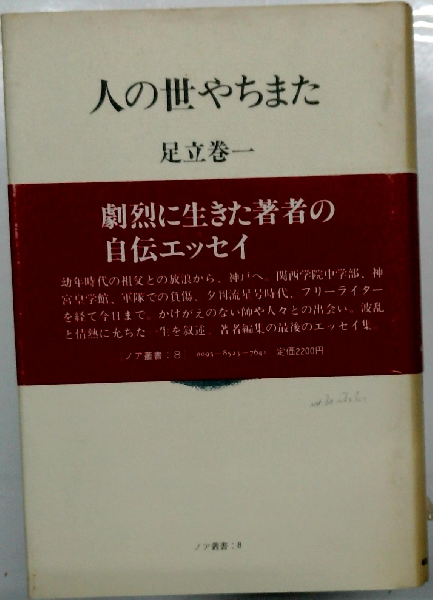 人の世やちまた
足立巻一
劇烈に生きた著者の
自伝エッセイ
幼年時代の祖父との放浪から、神戸へ。関西学院中学部、神
宮皇学館、軍隊での負傷、夕刊流星号時代、フリーライター
を経て今日まで。かけがえのない師や人々との出会い。波乱
と情熱に充ちた一生を叙述。著者編集の最後のエッセイ集。
ノア叢書:8 0095-8523-7641 定価2200円
ノア叢書:8